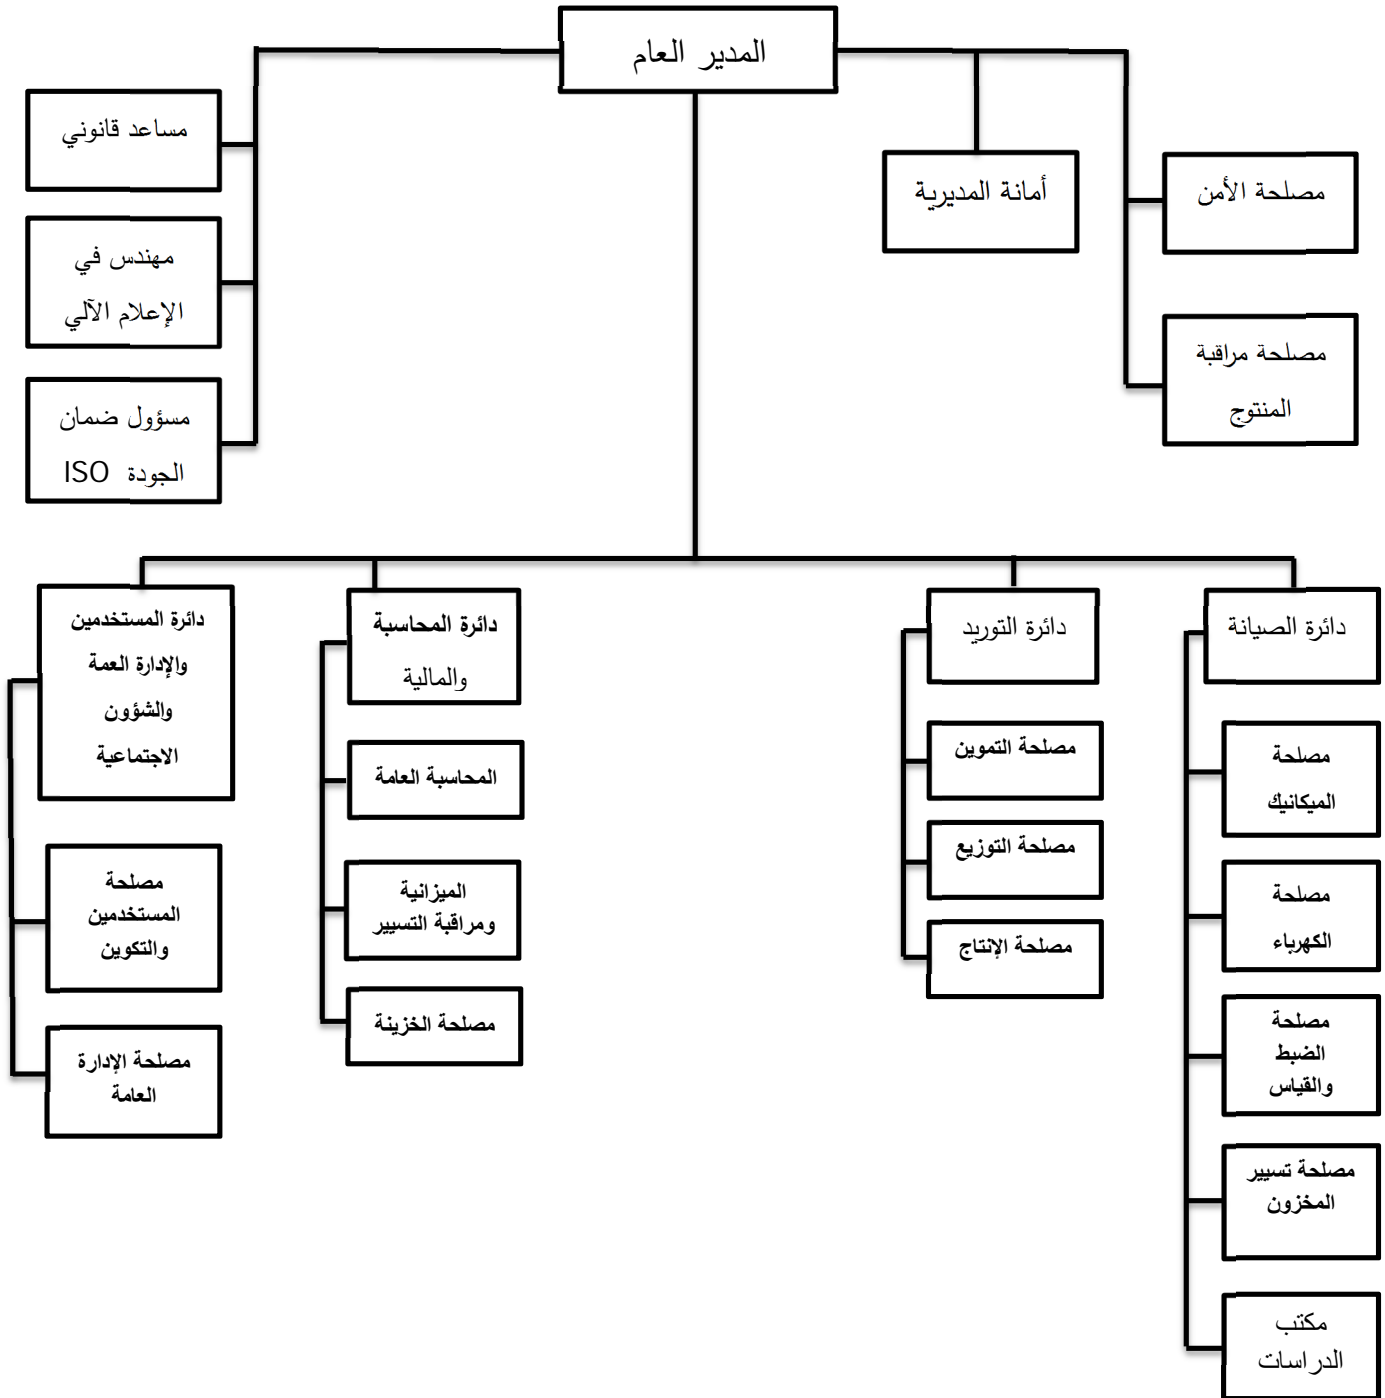 المدير العام
أمانة المديرية
مصلحة الأمن
مصلحة مراقبة
المنتوج
مساعد قانوني
مهندس في
الإعلام الآلي
مسؤول ضمان
الجودة ISO
دائرة الصيانة
مصلحة
الميكانيك
مصلحة
الكهرباء
مصلحة
الضبط
والقياس
مصلحة تسيير
المخزون
مكتب
الدراسات
دائرة التوريد
مصلحة التموين
مصلحة التوزيع
مصلحة الإنتاج
دائرة المحاسبة
والمالية
المحاسبة العامة
الميزانية
ومراقبة التسيير
مصلحة الخزينة
دائرة المستخدمين
والإدارة العمة
والشؤون
الاجتماعية
مصلحة
المستخدمين
والتكوين
مصلحة الإدارة
العامة